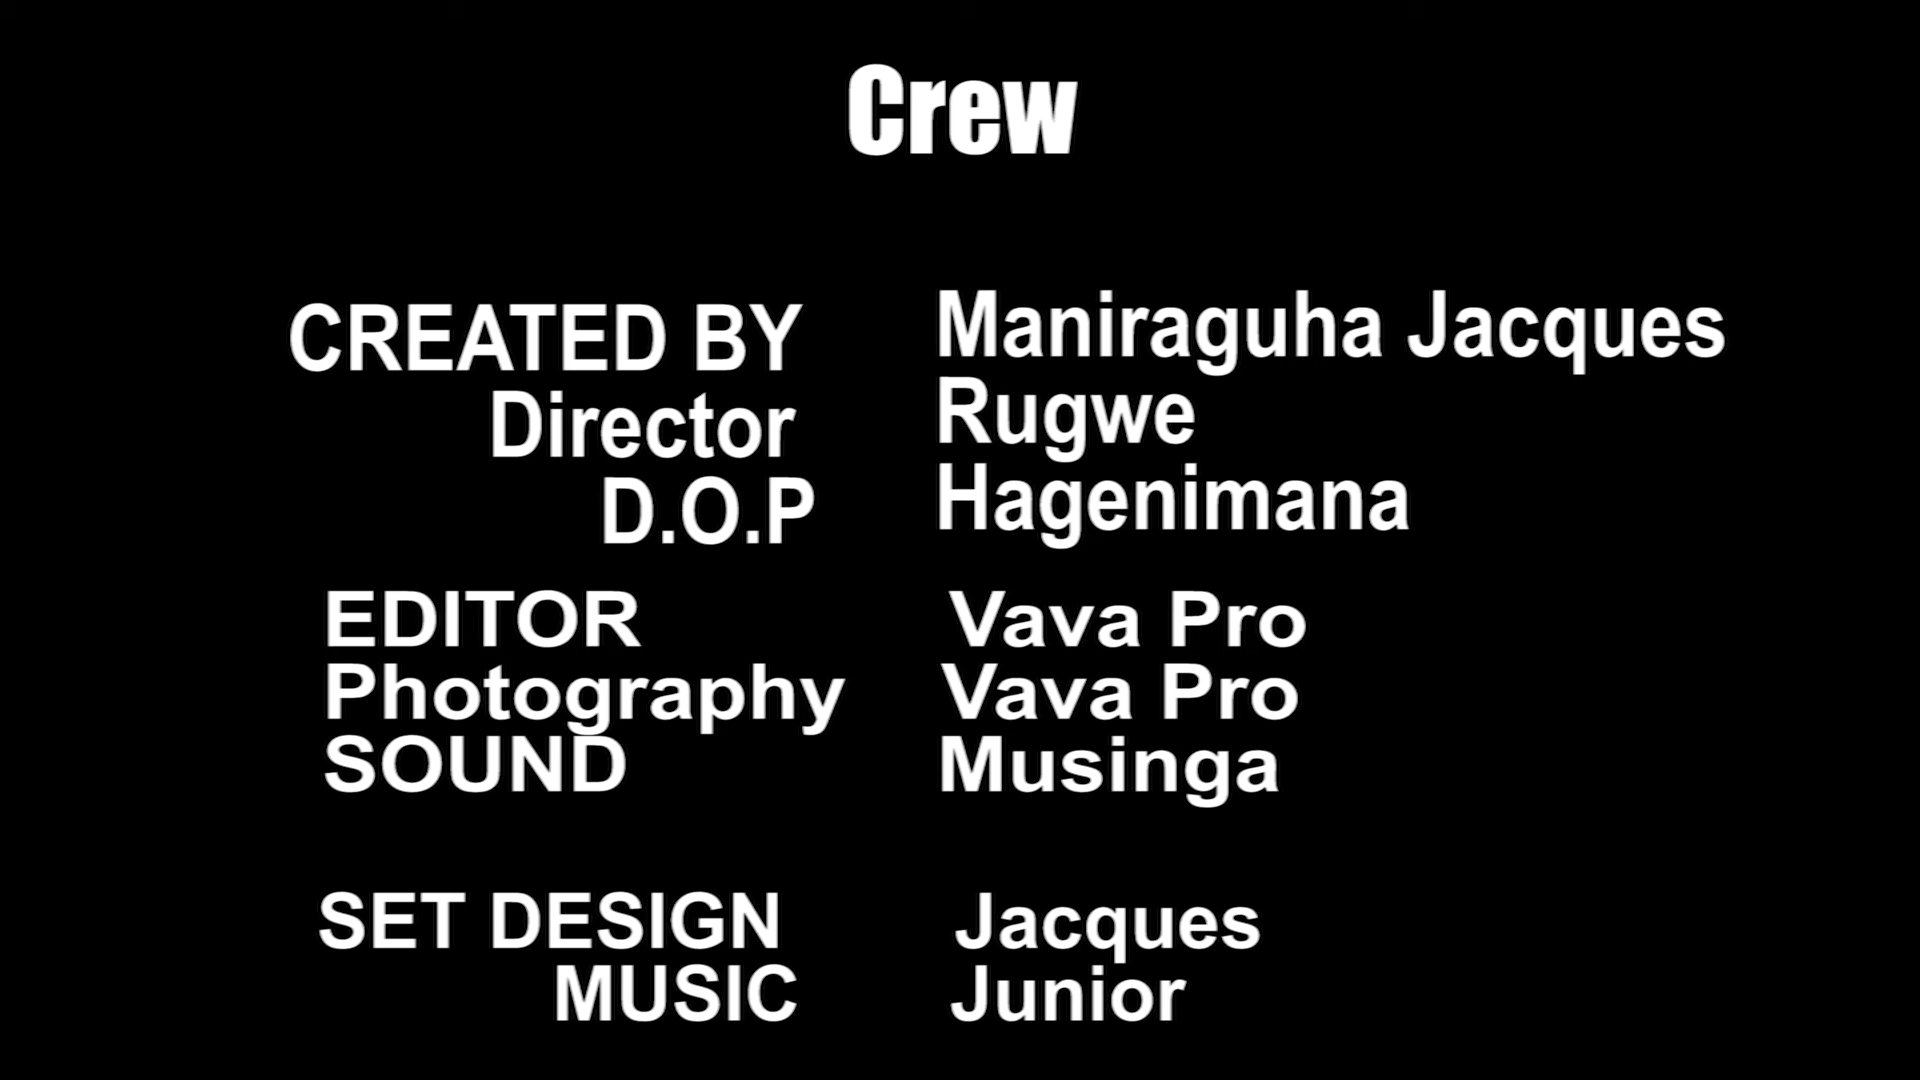 Crew
CREATED BY Maniraguha Jacques
Director Rugwe
D.O.P Hagenimana
EDITOR Vava Pro
Photography Vava Pro
SOUND Musinga
SET DESIGN Jacques
MUSIC Junior